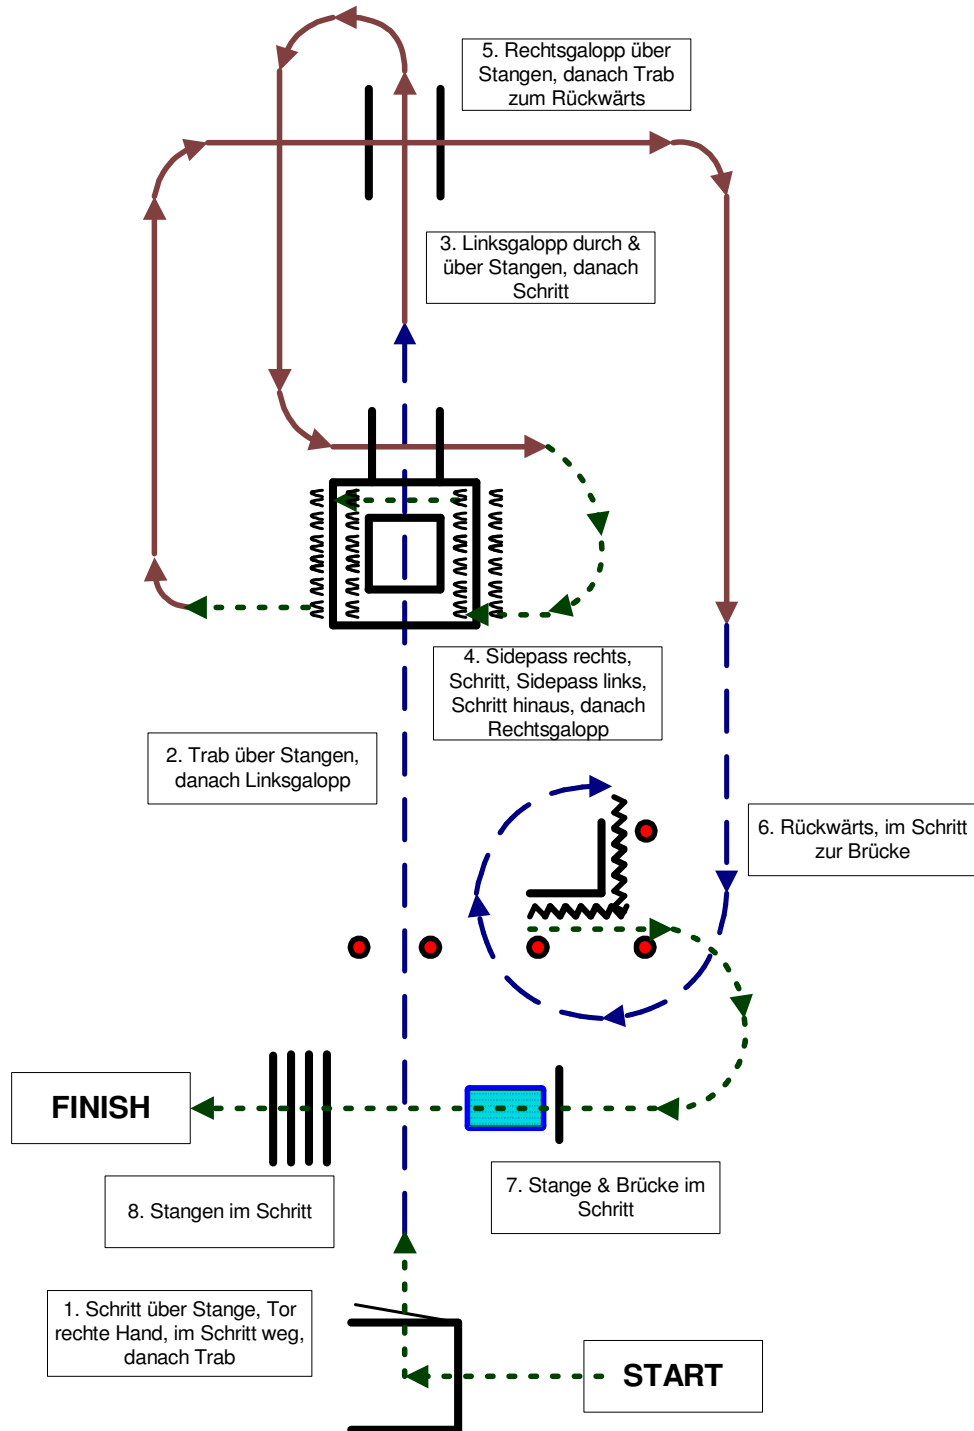 5. Rechtsgalopp über
Stangen, danach Trab
zum Rückwärts
3. Linksgalopp durch &
über Stangen, danach
Schritt
4. Sidepass rechts,
Schritt, Sidepass links,
Schritt hinaus, danach
Rechtsgalopp
2. Trab über Stangen,
danach Linksgalopp
6. Rückwärts, im Schritt
zur Brücke
FINISH
7. Stange & Brücke im
Schritt
8. Stangen im Schritt
1. Schritt über Stange, Tor
rechte Hand, im Schritt weg,
danach Trab
START